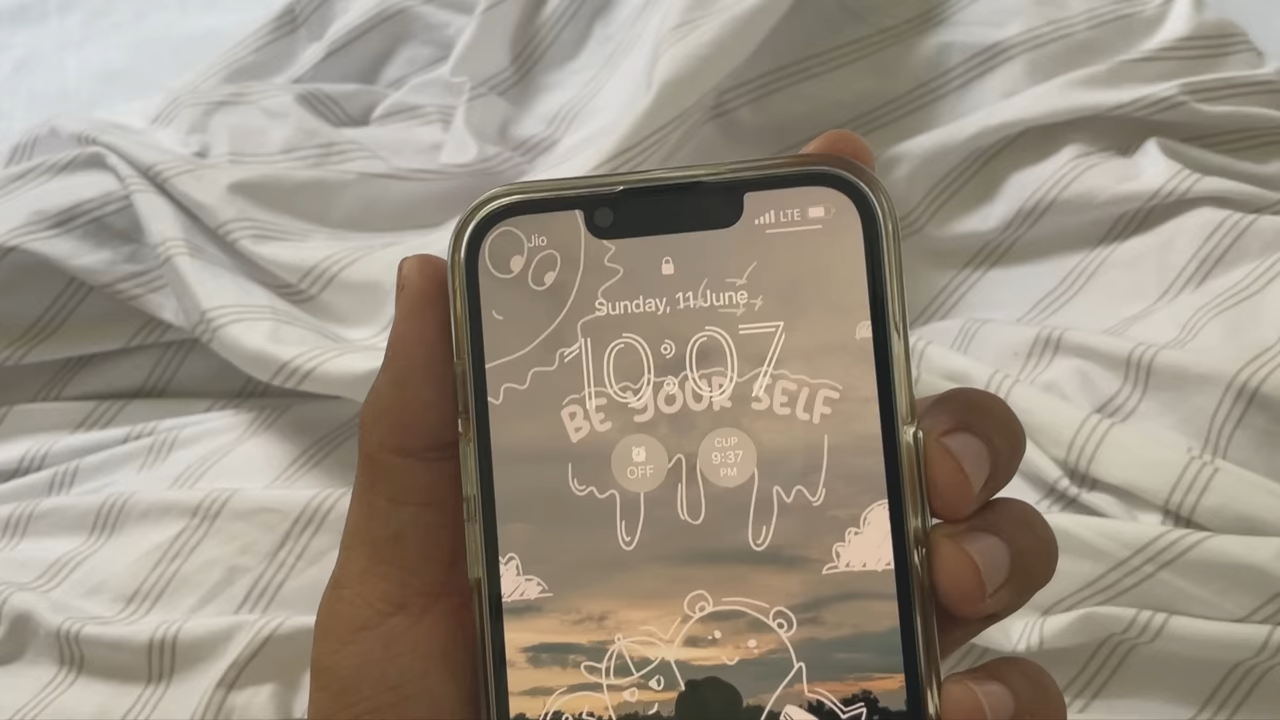 Jio
LTE
Sunday, 11 June
10:07
BE YOUR SELF
OFF
CUP
9:37
PM